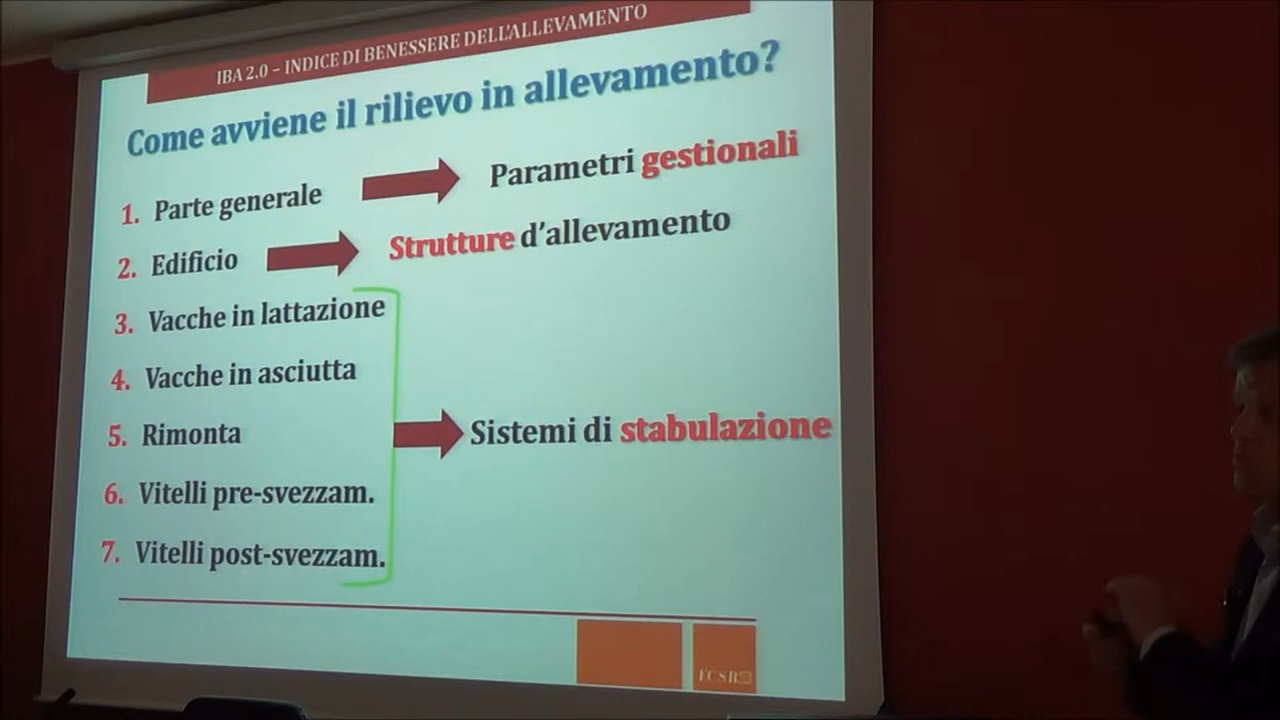 IBA 2.0 – INDICE DI BENESSERE DELL'ALLEVAMENTO
Come avviene il rilievo in allevamento?
1. Parte generale
Parametri gestionali
2. Edificio
Strutture d'allevamento
3. Vacche in lattazione
4. Vacche in asciutta
5. Rimonta
Sistemi di stabulazione
6. Vitelli pre-svezzam.
7. Vitelli post-svezzam.